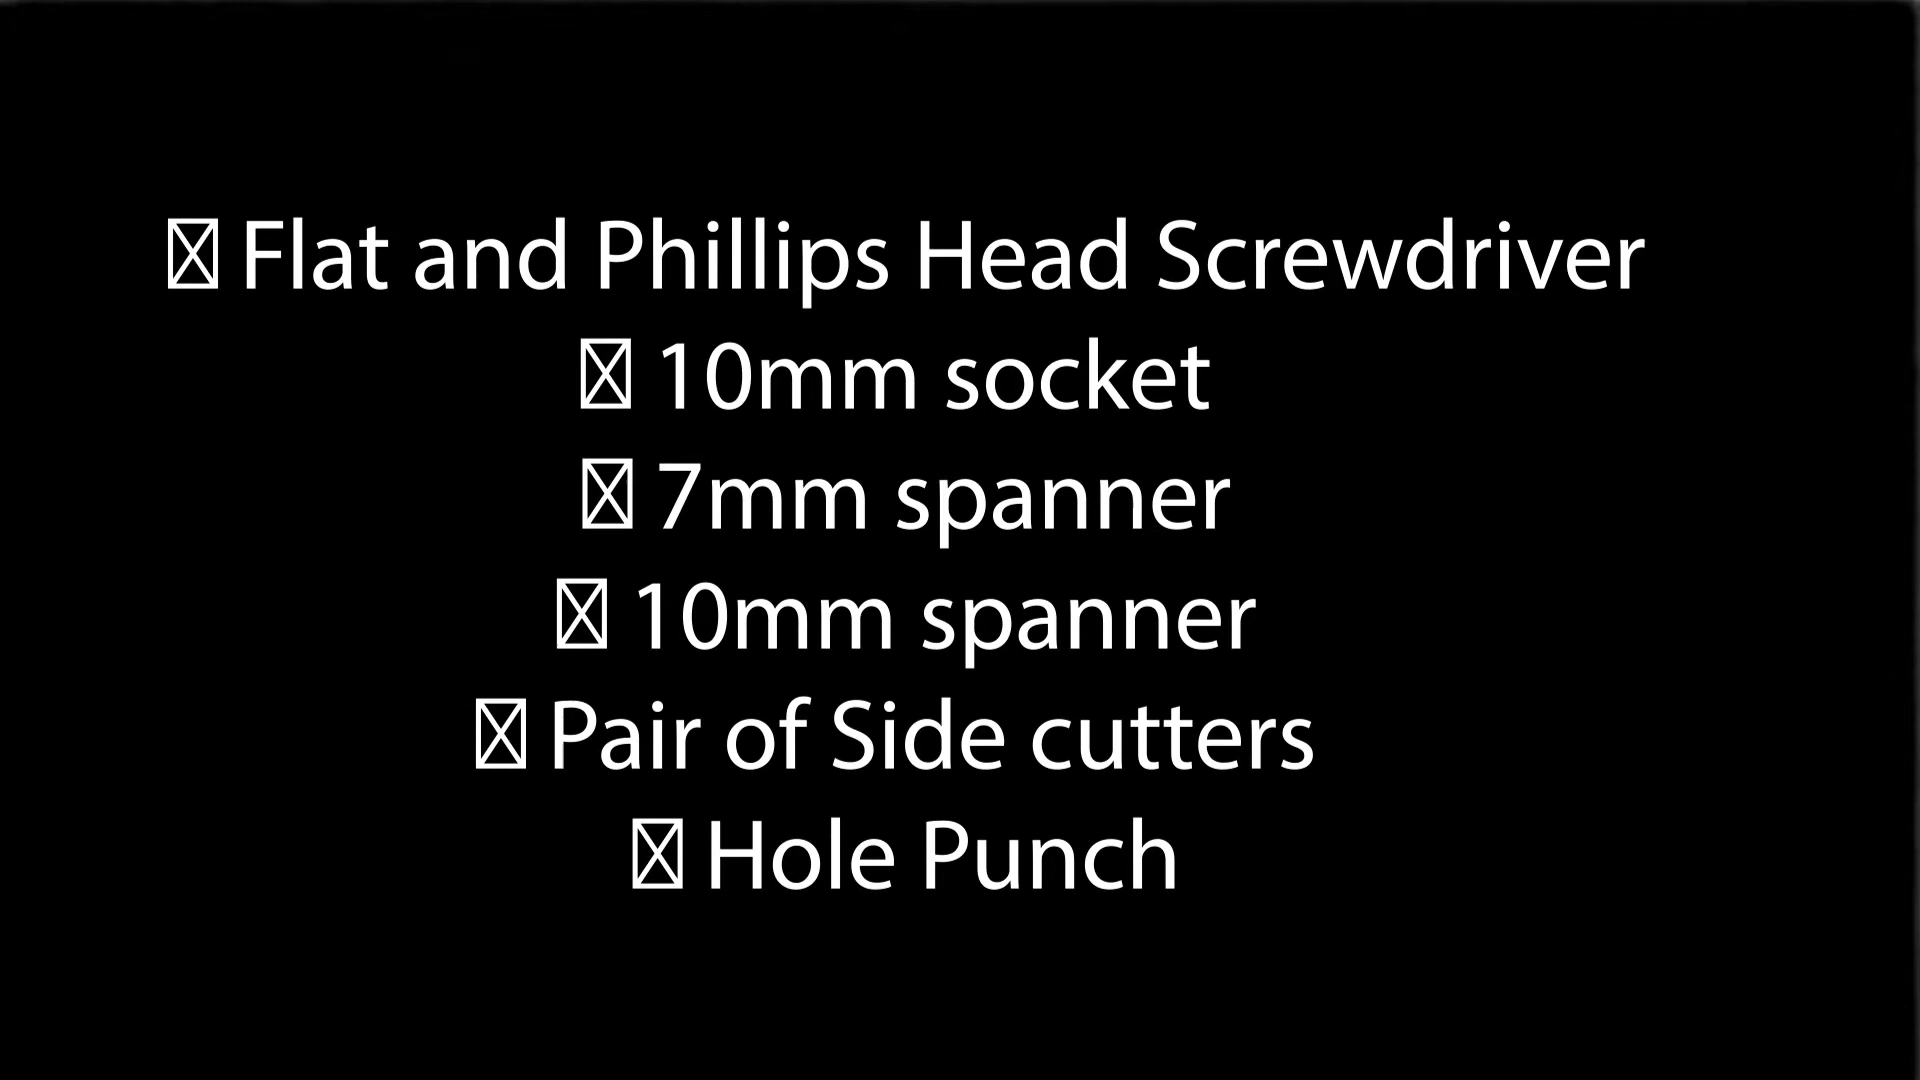 Flat and Phillips Head Screwdriver
10mm socket
7mm spanner
10mm spanner
Pair of Side cutters
Hole Punch